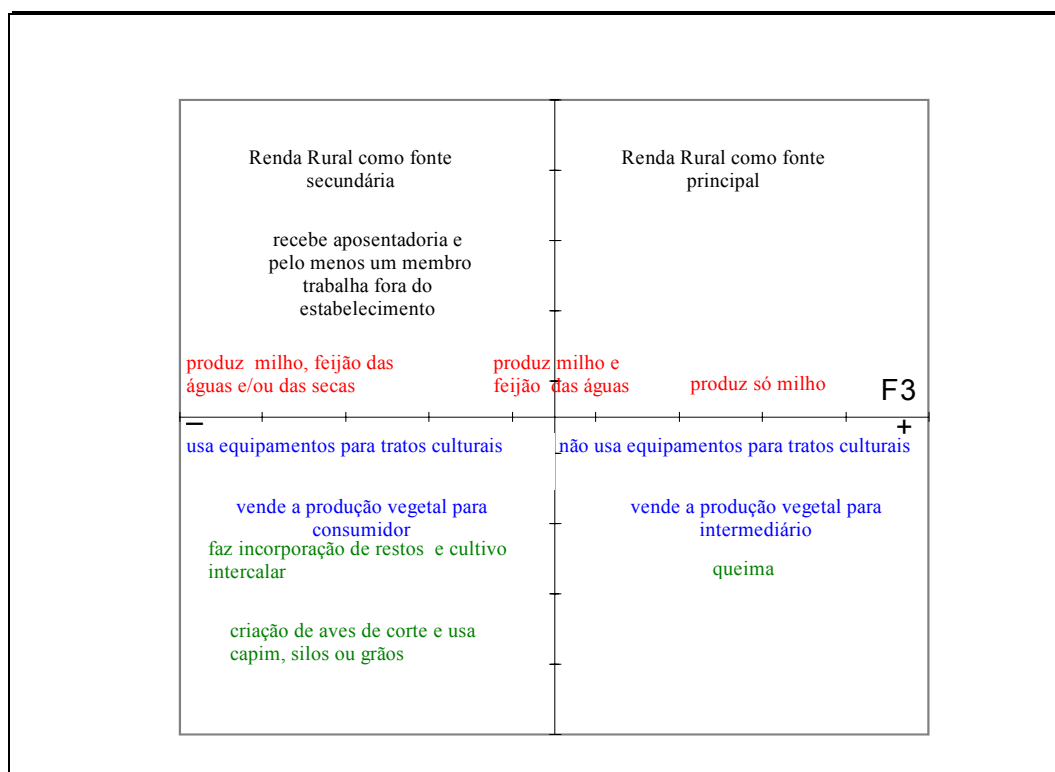 Renda Rural como fonte
secundária
Renda Rural como fonte
principal
recebe aposentadoria e
pelo menos um membro
trabalha fora do
estabelecimento
produz milho, feijão das
águas e/ou das secas
produz milho e
feijão das águas
produz só milho
F3
–
+
usa equipamentos para tratos culturais
não usa equipamentos para tratos culturais
vende a produção vegetal para
consumidor
vende a produção vegetal para
intermediário
faz incorporação de restos e cultivo
intercalar
queima
criação de aves de corte e usa
capim, silos ou grãos